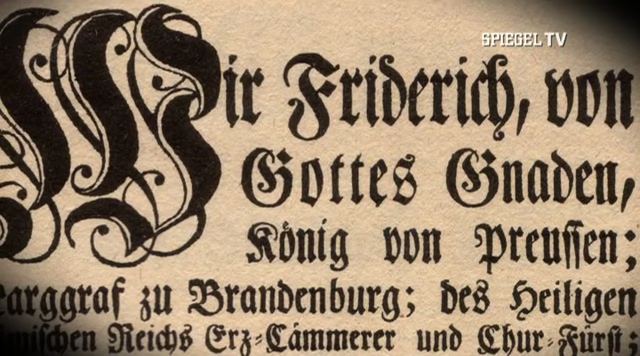 SPIEGEL TV
Wir Friderich, von
Gottes Gnaden,
König von Preussen;
arggraf zu Brandenburg; des Heiligen
mischen Reichs Erz-Cämmerer und Chur-Fürst;